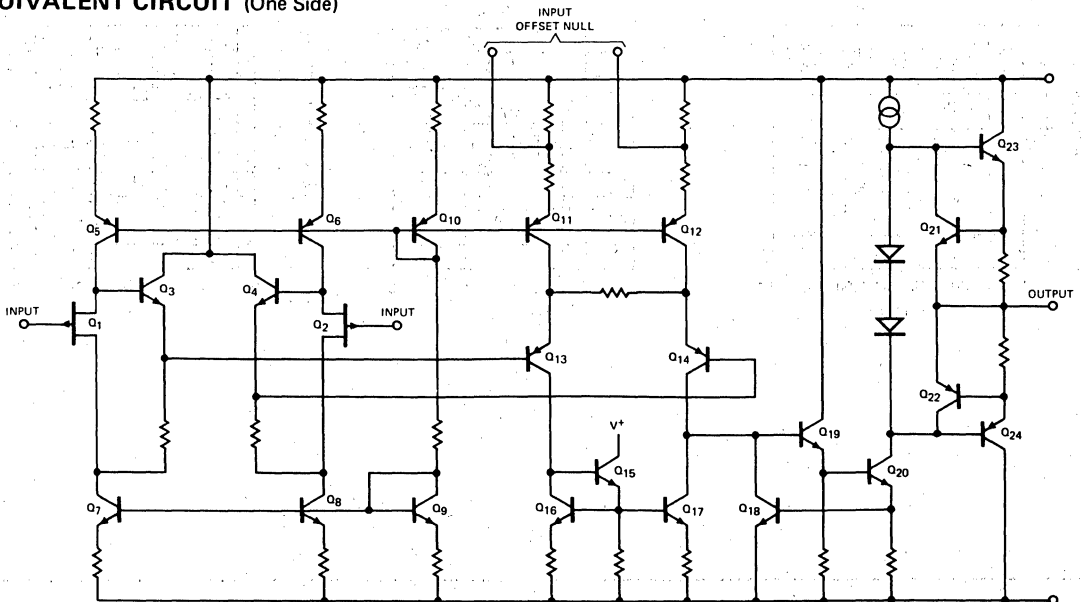 UIVALENT CIRCUIT (One Side)
INPUT
OFFSET NULL
Q5
Q6
Q10
Q11
Q12
Q23
Q21
Q3
Q4
INPUT
Q1
Q2
INPUT
OUTPUT
Q13
Q14
Q22
V+
Q19
Q24
Q15
Q20
Q7
Q8
Q9
Q16
Q17
Q18